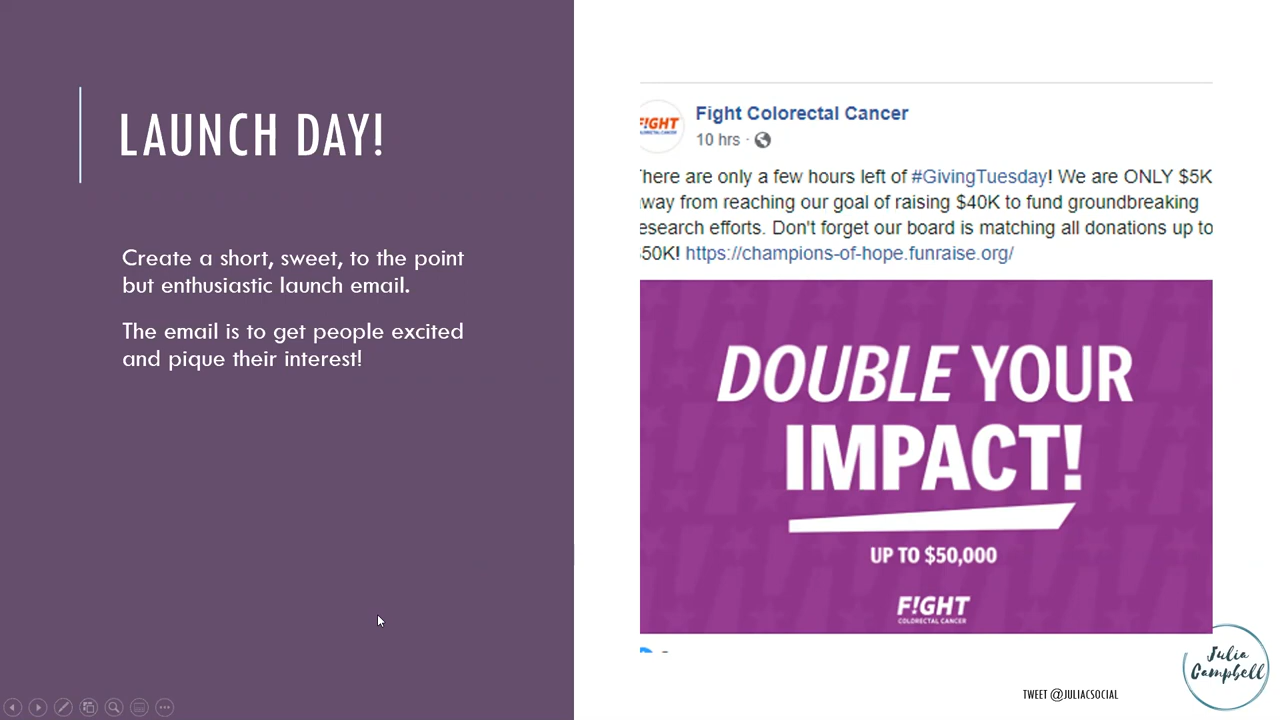 LAUNCH DAY!
Create a short, sweet, to the point
but enthusiastic launch email.
The email is to get people excited
and pique their interest!
F!GHT
COLORECTAL CANCER
Fight Colorectal Cancer
10 hrs ·
here are only a few hours left of #GivingTuesday! We are ONLY $5K
way from reaching our goal of raising $40K to fund groundbreaking
esearch efforts. Don't forget our board is matching all donations up to
50K! https://champions-of-hope.funraise.org/
DOUBLE YOUR
IMPACT!
UP TO $50,000
F!GHT
COLORECTAL CANCER
Julia
Campbell
TWEET @JULIACSOCIAL